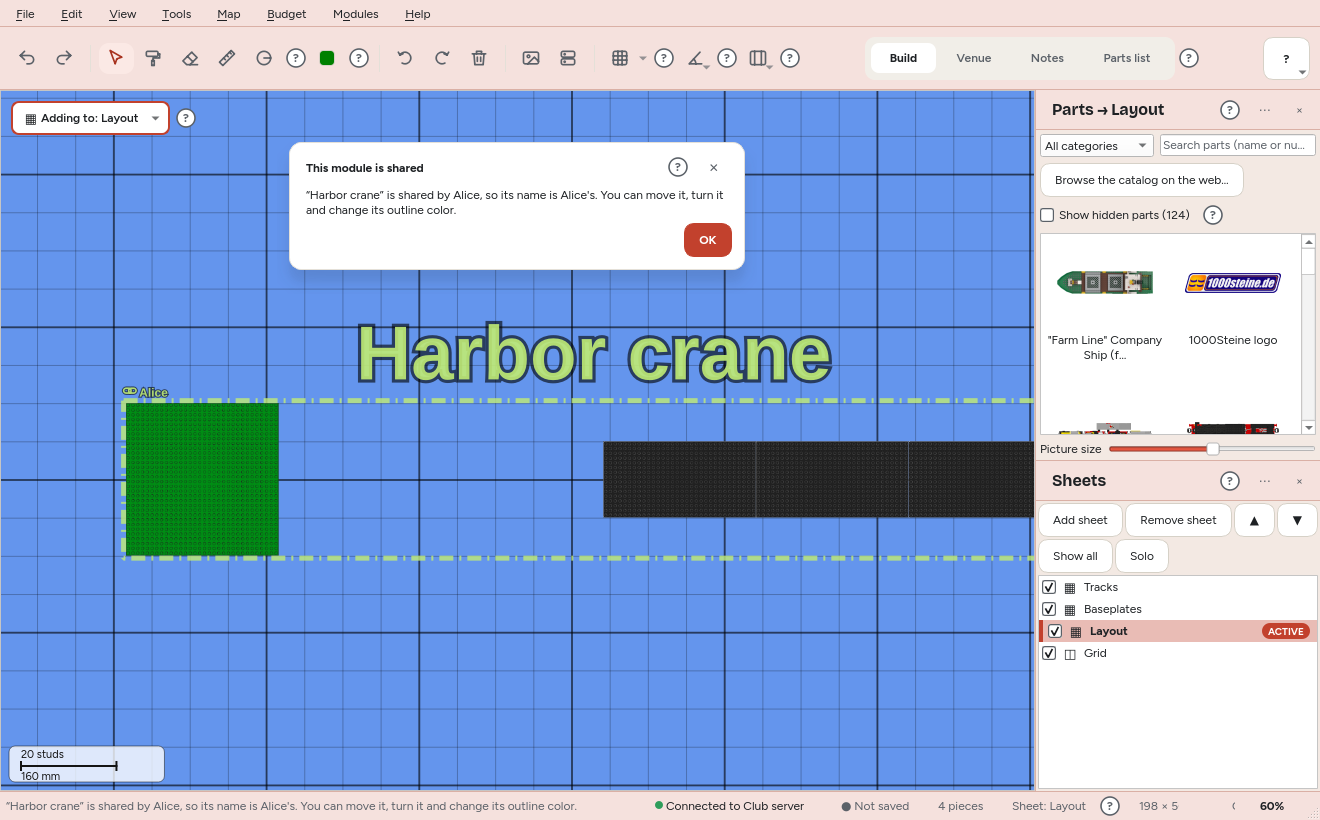 File Edit View Tools Map Budget Modules Help
Build Venue Notes Parts list
Adding to: Layout
This module is shared
“Harbor crane” is shared by Alice, so its name is Alice's. You can move it, turn it
and change its outline color.
OK
Harbor crane
Alice
20 studs
160 mm
Parts → Layout
All categories
Search parts (name or nu...
Browse the catalog on the web...
Show hidden parts (124)
1000steine.de
"Farm Line" Company
Ship (f...
1000Steine logo
Picture size
Sheets
Add sheet Remove sheet ▲ ▼
Show all Solo
Tracks
Baseplates
Layout ACTIVE
Grid
“Harbor crane” is shared by Alice, so its name is Alice's. You can move it, turn it and change its outline color. Connected to Club server Not saved 4 pieces Sheet: Layout ? 198 × 5 60%